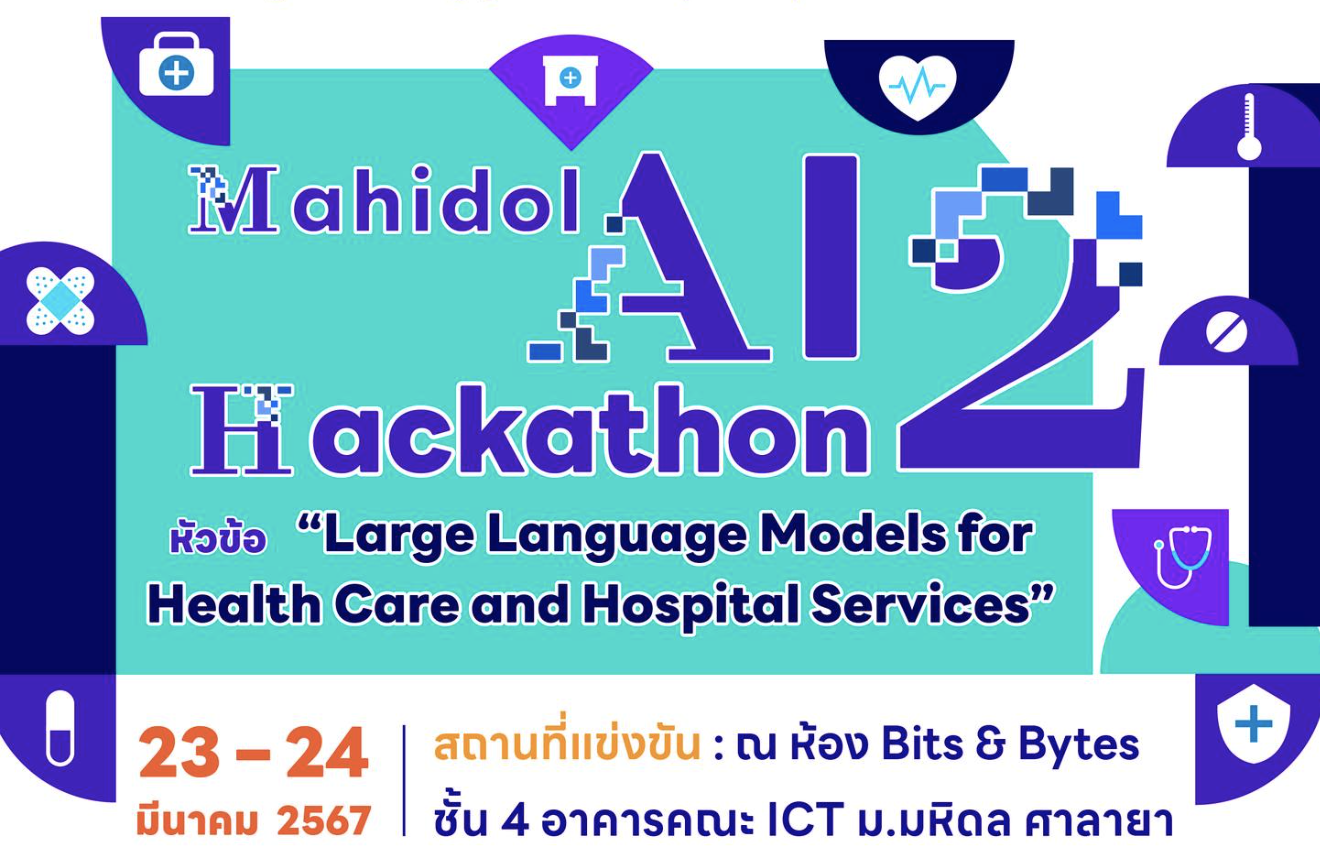 Mahidol AI 2
Hackathon
หัวข้อ “Large Language Models for
Health Care and Hospital Services”
23 – 24
มีนาคม 2567
สถานที่แข่งขัน : ณ ห้อง Bits & Bytes
ชั้น 4 อาคารคณะ ICT ม.มหิดล ศาลายา